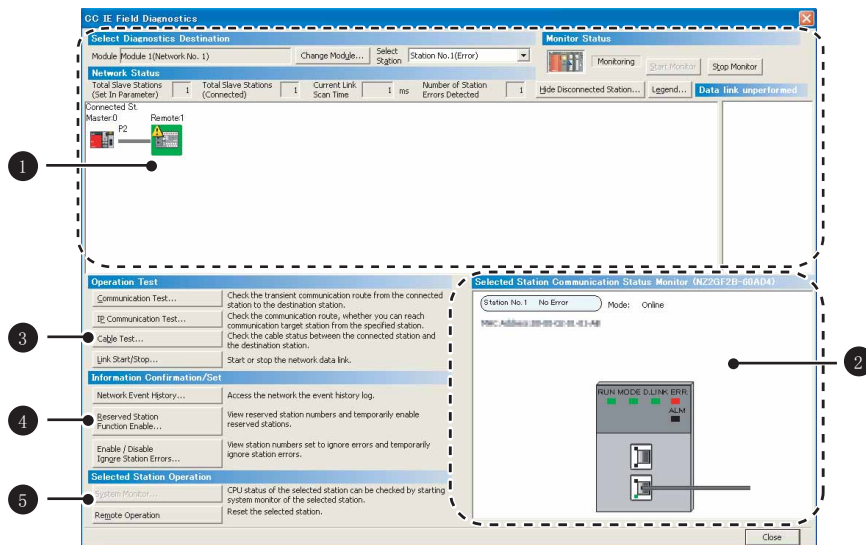 CC IE Field Diagnostics
Select Diagnostics Destination
Monitor Status
Module Module 1(Network No. 1)
Change Module...
Select Station
Station No.1(Error)
Monitoring
Start Monitor
Stop Monitor
Network Status
Total Slave Stations (Set In Parameter) 1
Total Slave Stations (Connected) 1
Current Link Scan Time 1 ms
Number of Station Errors Detected 1
Hide Disconnected Station...
Legend...
Data link unperformed
Connected St.
Master:0
Remote:1
P2
1
Operation Test
Communication Test...
Check the transient communication route from the connected
station to the destination station.
IP Communication Test...
Check the communication route, whether you can reach
communication target station from the specified station.
3
Cable Test...
Check the cable status between the connected station and
the destination station.
Link Start/Stop...
Start or stop the network data link.
Information Confirmation/Set
Network Event History...
Access the network the event history log.
4
Reserved Station
Function Enable...
View reserved station numbers and temporarily enable
reserved stations.
Enable / Disable
Ignore Station Errors...
View station numbers set to ignore errors and temporarily
ignore station errors.
Selected Station Operation
5
System Monitor...
CPU status of the selected station can be checked by starting
system monitor of the selected station.
Remote Operation
Reset the selected station.
Selected Station Communication Status Monitor (NZ2GF2B-60AD4)
Station No. 1 No Error
Mode: Online
2
RUN MODE D.LINK ERR.
ALM
Close